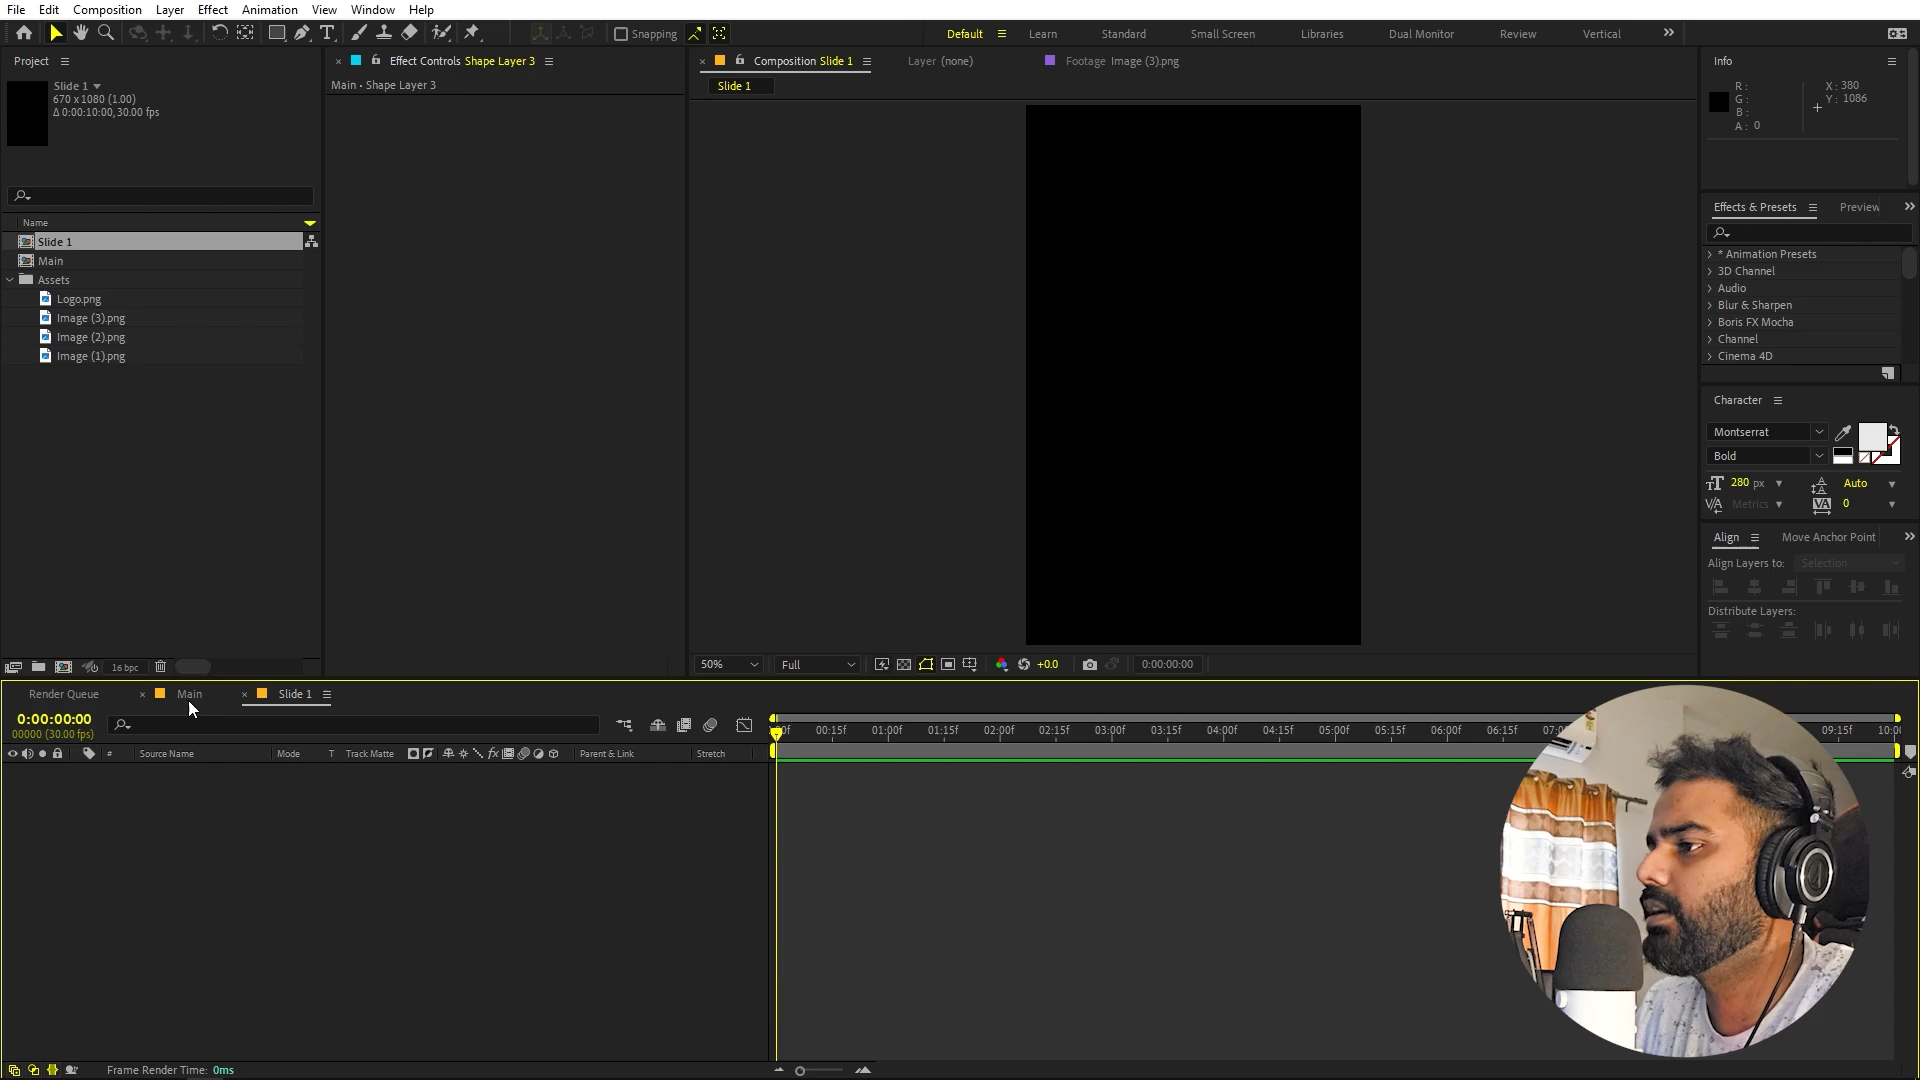 File Edit Composition Layer Effect Animation View Window Help
Snapping Default Learn Standard Small Screen Libraries Dual Monitor Review Vertical
Project
Slide 1
670 x 1080 (1.00)
Δ 0:00:10:00, 30.00 fps
Name
Slide 1
Main
Assets
Logo.png
Image (3).png
Image (2).png
Image (1).png
16 bpc
Effect Controls Shape Layer 3
Main • Shape Layer 3
Composition Slide 1 Layer (none) Footage Image (3).png
Slide 1
50% Full +0.0 0:00:00:00
Info
R :
G :
B :
A : 0
X : 380
Y : 1086
Effects & Presets Preview
* Animation Presets
3D Channel
Audio
Blur & Sharpen
Boris FX Mocha
Channel
Cinema 4D
Character
Montserrat
Bold
280 px Auto
Metrics 0
Align Move Anchor Point
Align Layers to: Selection
Distribute Layers:
Render Queue Main Slide 1
0:00:00:00
00000 (30.00 fps)
# Source Name Mode T Track Matte fx Parent & Link Stretch
00:15f 01:00f 01:15f 02:00f 02:15f 03:00f 03:15f 04:00f 04:15f 05:00f 05:15f 06:00f 06:15f 09:15f
Frame Render Time: 0ms